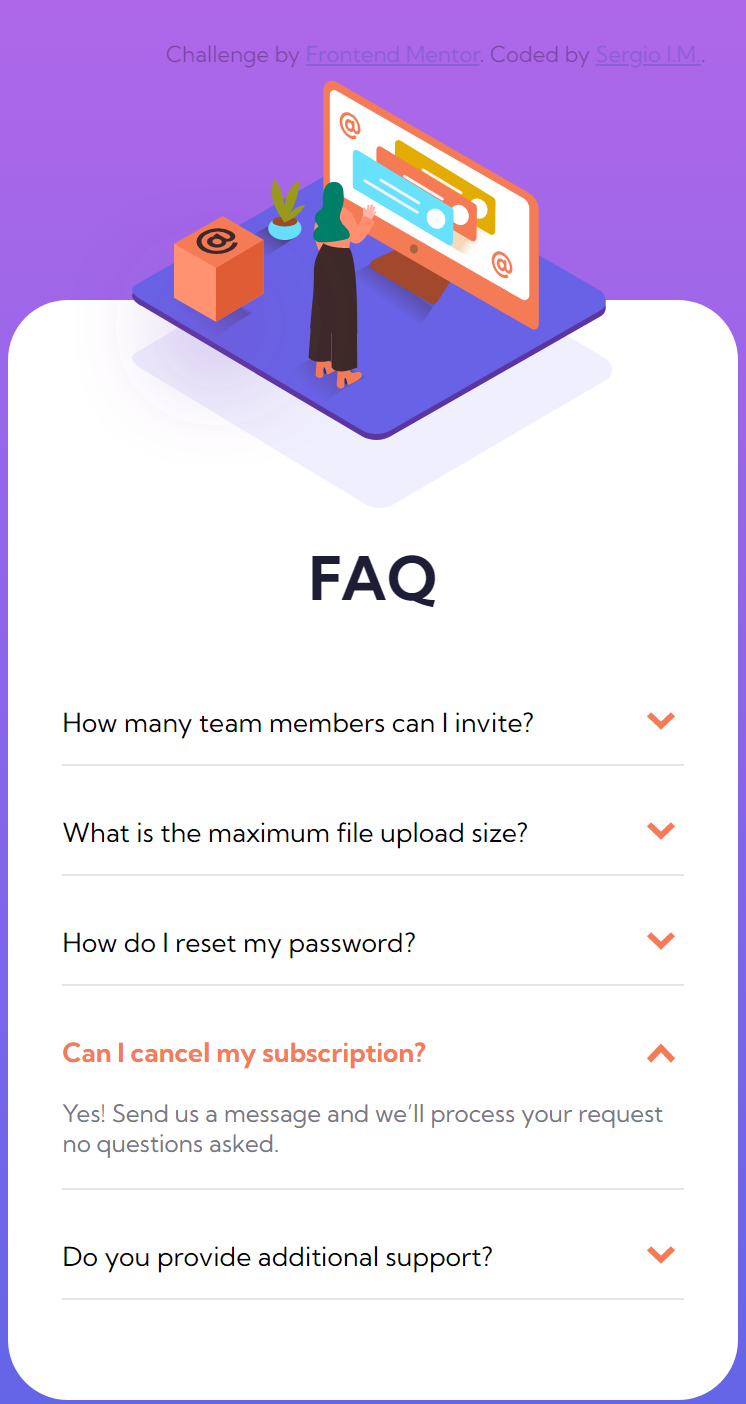 Challenge by Frontend Mentor. Coded by Sergio I.M..
@
@
@
FAQ
How many team members can I invite?
What is the maximum file upload size?
How do I reset my password?
Can I cancel my subscription?
Yes! Send us a message and we’ll process your request
no questions asked.
Do you provide additional support?